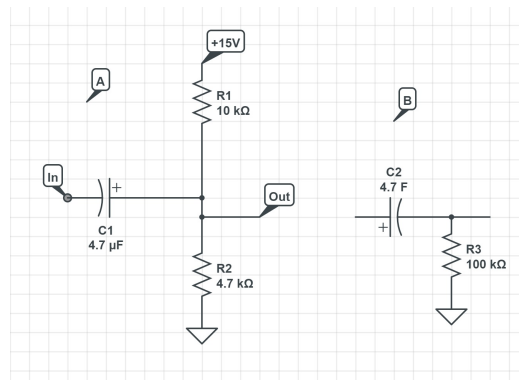 +15V
A
R1
10 kΩ
B
In
+
C1
4.7 µF
Out
C2
4.7 F
+
R2
4.7 kΩ
R3
100 kΩ